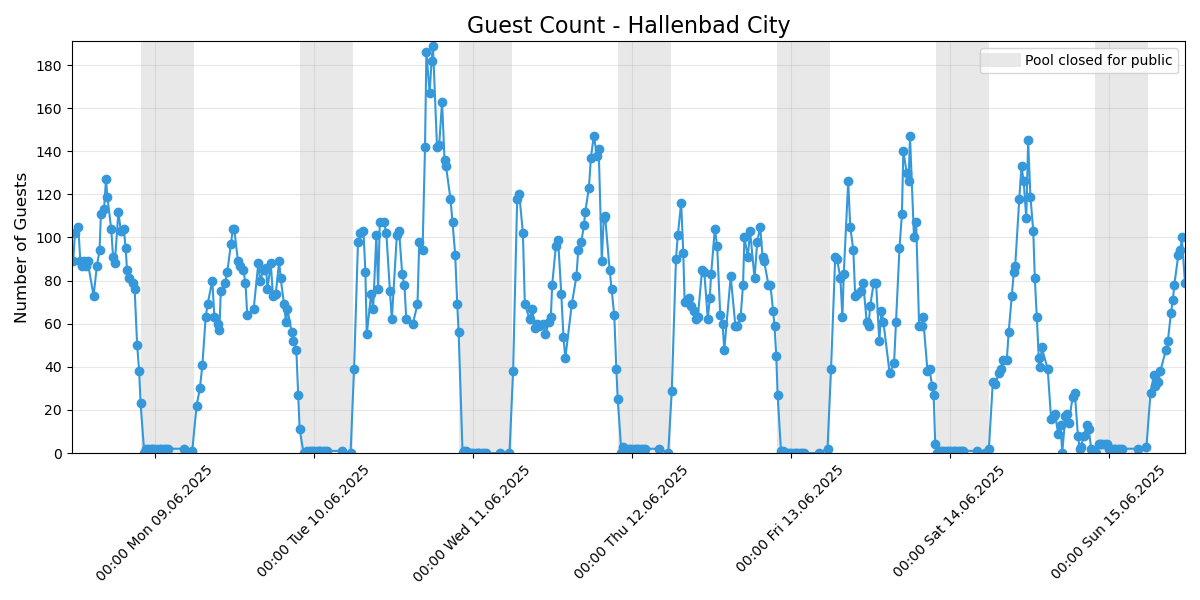 Guest Count - Hallenbad City
Pool closed for public
Number of Guests
180
160
140
120
100
80
60
40
20
0
00:00 Mon 09.06.2025
00:00 Tue 10.06.2025
00:00 Wed 11.06.2025
00:00 Thu 12.06.2025
00:00 Fri 13.06.2025
00:00 Sat 14.06.2025
00:00 Sun 15.06.2025